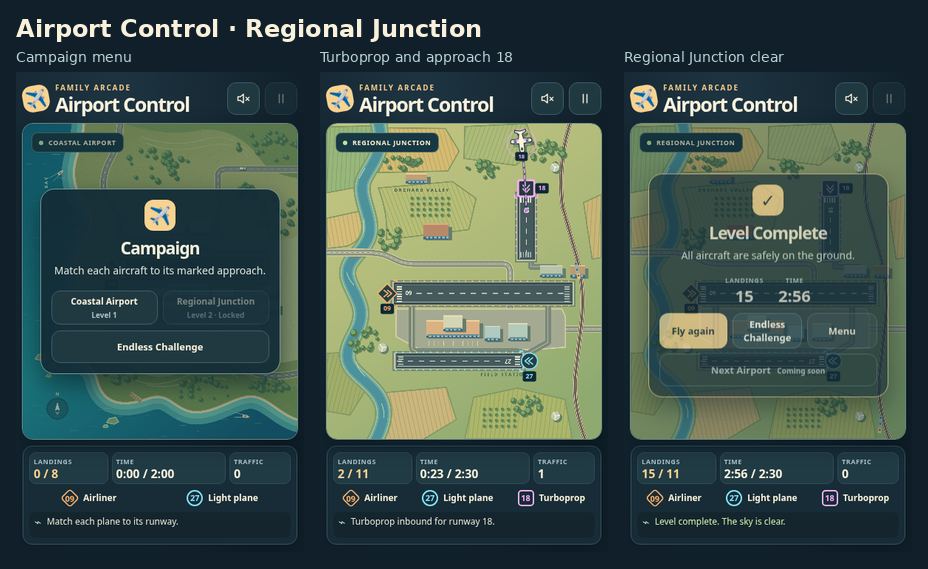 Airport Control · Regional Junction
Campaign menu
FAMILY ARCADE
Airport Control
COASTAL AIRPORT
N
Campaign
Match each aircraft to its marked approach.
Coastal Airport
Level 1
Regional Junction
Level 2 · Locked
Endless Challenge
LANDINGS
0 / 8
TIME
0:00 / 2:00
TRAFFIC
0
09 Airliner
27 Light plane
Match each plane to its runway.
Turboprop and approach 18
FAMILY ARCADE
Airport Control
REGIONAL JUNCTION
18
ORCHARD VALLEY
18
18
09
09
27
27
LANDINGS
2 / 11
TIME
0:23 / 2:30
TRAFFIC
1
09 Airliner
27 Light plane
18 Turboprop
Turboprop inbound for runway 18.
Regional Junction clear
FAMILY ARCADE
Airport Control
REGIONAL JUNCTION
✓
Level Complete
All aircraft are safely on the ground.
LANDINGS
15
TIME
2:56
Fly again
Endless Challenge
Menu
Next Airport Coming soon
18
09
27
LANDINGS
15 / 11
TIME
2:56 / 2:30
TRAFFIC
0
09 Airliner
27 Light plane
18 Turboprop
Level complete. The sky is clear.